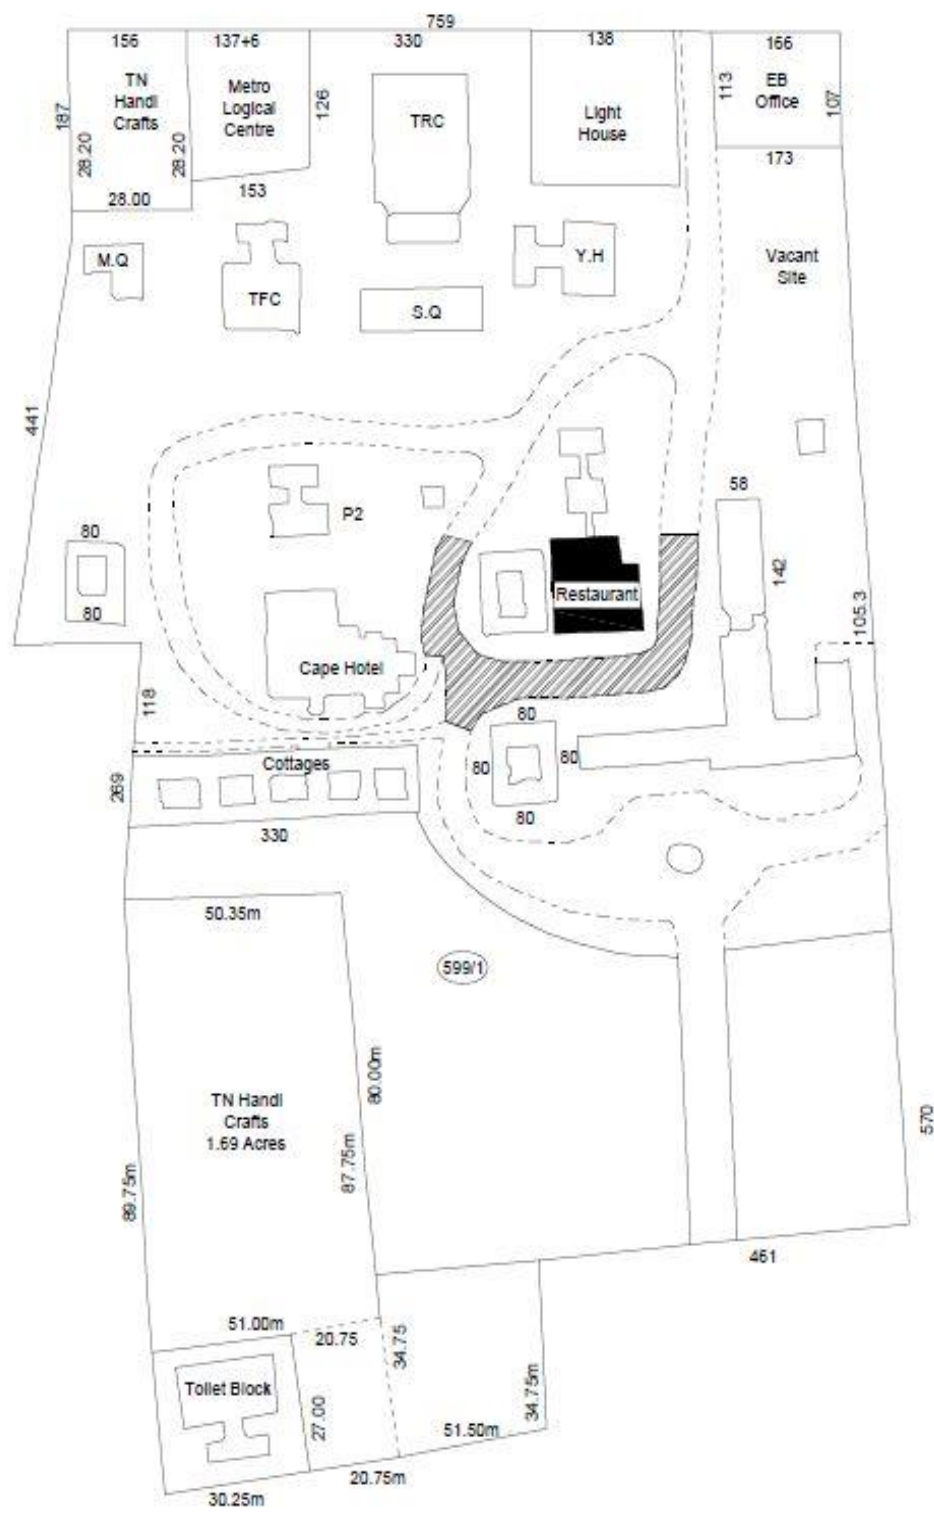 759
156
137+6
330
138
166
TN
Handi
Crafts
Metro
Logical
Centre
TRC
Light
House
EB
Office
187
28.20
28.20
126
113
107
28.00
153
173
M.Q
TFC
S.Q
Y.H
Vacant
Site
441
80
80
P2
58
142
105.3
Restaurant
Cape Hotel
118
Cottages
80
80
80
80
269
330
50.35m
599/1
TN Handi
Crafts
1.69 Acres
80.00m
87.75m
89.75m
570
461
51.00m
20.75
34.75
Toilet Block
27.00
34.75m
51.50m
20.75m
30.25m